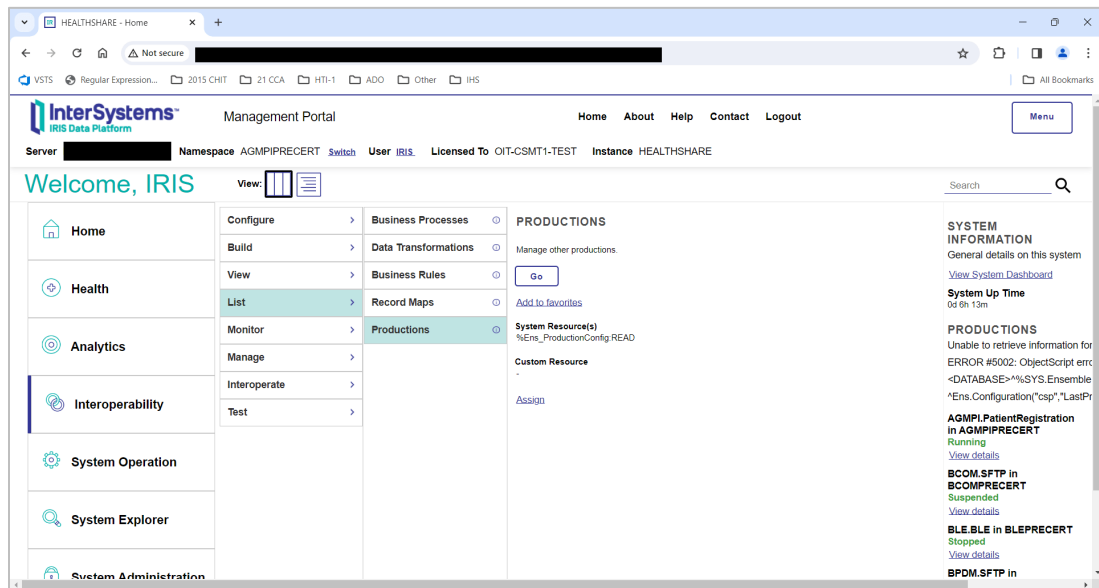 HEALTHSHARE - Home
Not secure
VSTS Regular Expression... 2015 CHIT 21 CCA HTI-1 ADO Other IHS All Bookmarks
InterSystems™
IRIS Data Platform
Management Portal
Home About Help Contact Logout
Menu
Server Namespace AGMPIPRECERT Switch User IRIS Licensed To OIT-CSMT1-TEST Instance HEALTHSHARE
Welcome, IRIS
View:
Search
Home
Health
Analytics
Interoperability
System Operation
System Explorer
System Administration
Configure
Build
View
List
Monitor
Manage
Interoperate
Test
Business Processes
Data Transformations
Business Rules
Record Maps
Productions
PRODUCTIONS
Manage other productions.
Go
Add to favorites
System Resource(s)
%Ens_ProductionConfig:READ
Custom Resource
-
Assign
SYSTEM
INFORMATION
General details on this system
View System Dashboard
System Up Time
0d 6h 13m
PRODUCTIONS
Unable to retrieve information for
ERROR #5002: ObjectScript erro
<DATABASE>^%SYS.Ensemble
^Ens.Configuration("csp","LastPr
AGMPI.PatientRegistration
in AGMPIPRECERT
Running
View details
BCOM.SFTP in
BCOMPRECERT
Suspended
View details
BLE.BLE in BLEPRECERT
Stopped
View details
BPDM.SFTP in